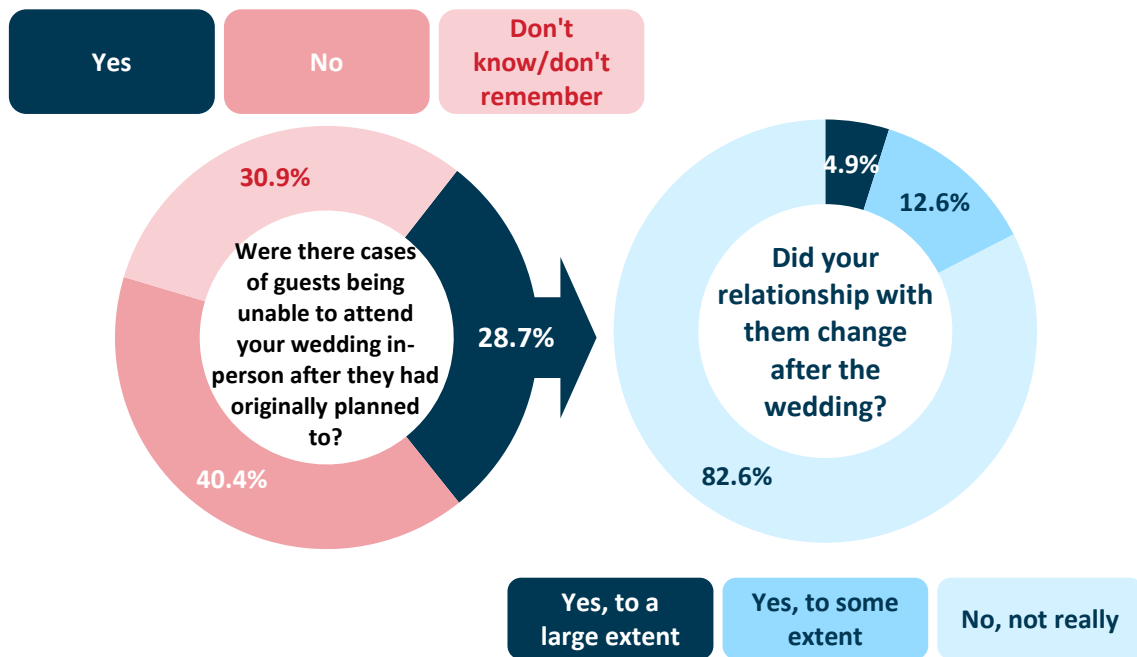 Yes
No
Don't
know/don't
remember
30.9%
Were there cases
of guests being
unable to attend
your wedding in-
person after they had
originally planned
to?
28.7%
40.4%
4.9%
12.6%
Did your
relationship with
them change
after the
wedding?
82.6%
Yes, to a
large extent
Yes, to some
extent
No, not really